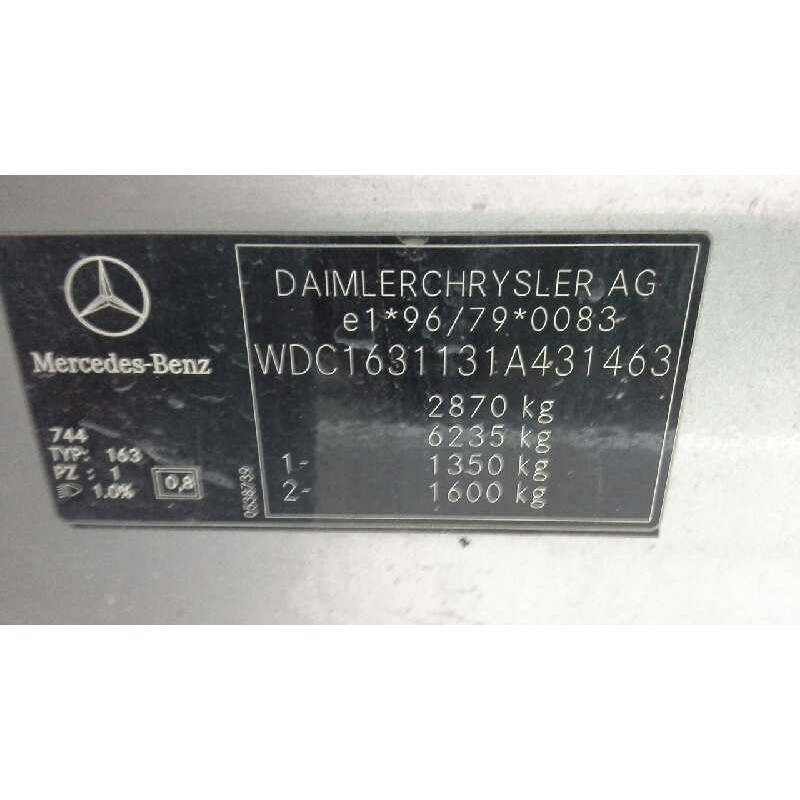 Mercedes-Benz
744
TYP: 163
PZ : 1
1.0%
0,8
DAIMLERCHRYSLER AG
e1*96/79*0083
WDC1631131A431463
2870 kg
6235 kg
1- 1350 kg
2- 1600 kg